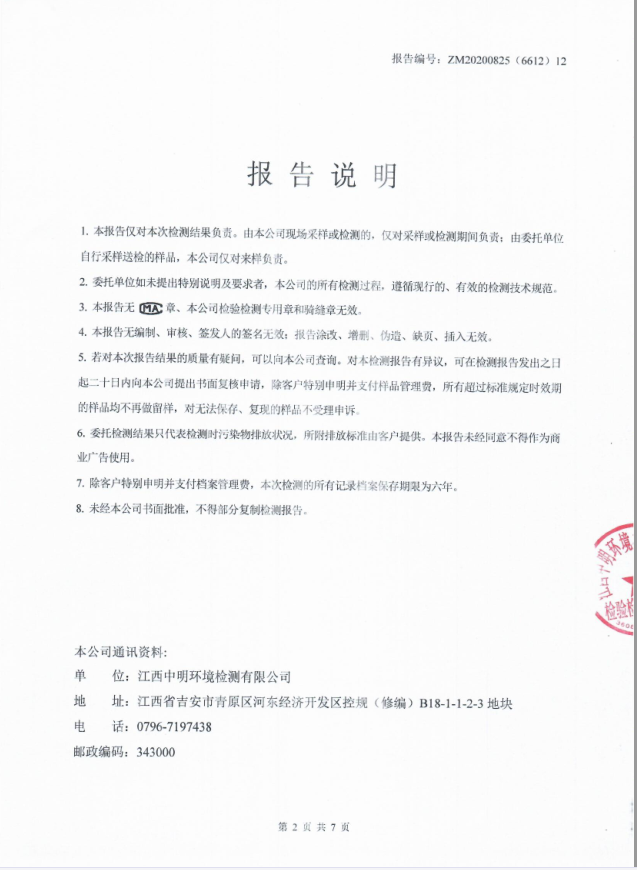 报告编号：ZM20200825（6612）12
报告说明
1. 本报告仅对本次检测结果负责。由本公司现场采样或检测的，仅对采样或检测期间负责；由委托单位
自行采样送检的样品，本公司仅对来样负责。
2. 委托单位如未提出特别说明及要求者，本公司的所有检测过程，遵循现行的、有效的检测技术规范。
3. 本报告无 MA 章、本公司检验检测专用章和骑缝章无效。
4. 本报告无编制、审核、签发人的签名无效；报告涂改、增删、伪造、缺页、插入无效。
5. 若对本次报告结果的质量有疑问，可以向本公司查询。对本检测报告有异议，可在检测报告发出之日
起二十日内向本公司提出书面复核申请，除客户特别申明并支付样品管理费，所有超过标准规定时效期
的样品均不再做留样，对无法保存、复现的样品不受理申诉。
6. 委托检测结果只代表检测时污染物排放状况，所附排放标准由客户提供。本报告未经同意不得作为商
业广告使用。
7. 除客户特别申明并支付档案管理费，本次检测的所有记录档案保存期限为六年。
8. 未经本公司书面批准，不得部分复制检测报告。
中明环境
检验
本公司通讯资料：
单 位：江西中明环境检测有限公司
地 址：江西省吉安市青原区河东经济开发区控规（修编）B18-1-1-2-3 地块
电 话：0796-7197438
邮政编码：343000
第 2 页 共 7 页